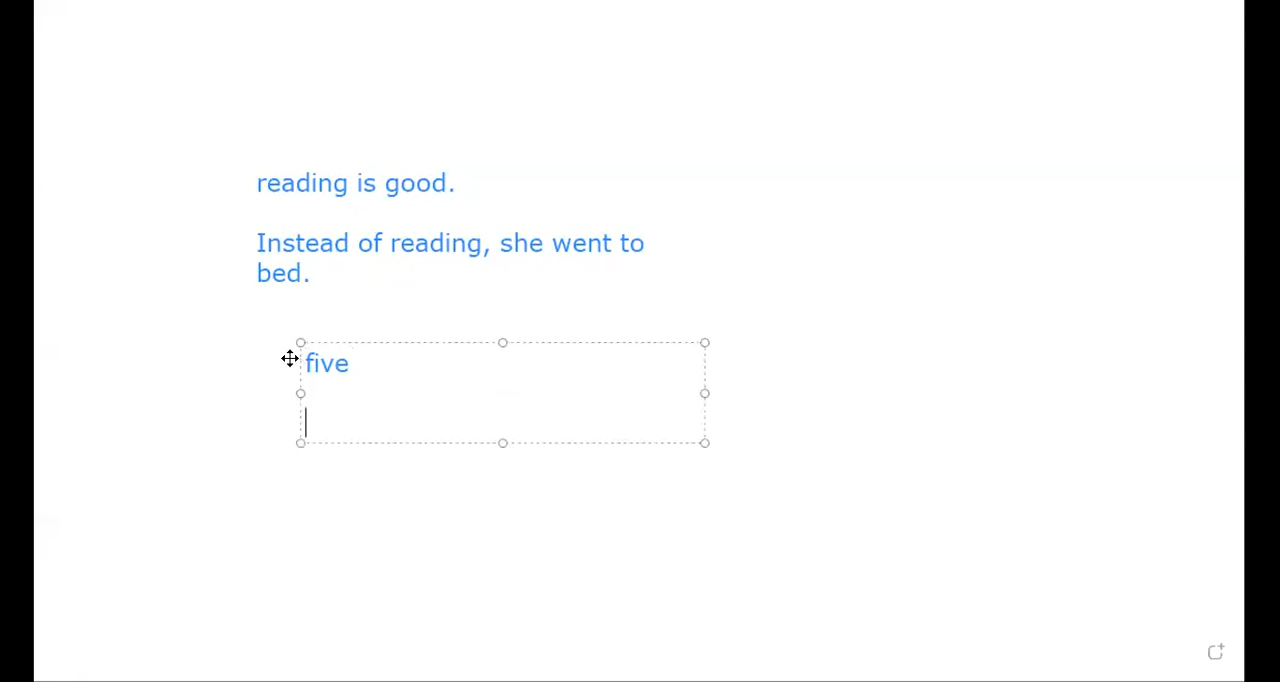 reading is good.
Instead of reading, she went to
bed.
five